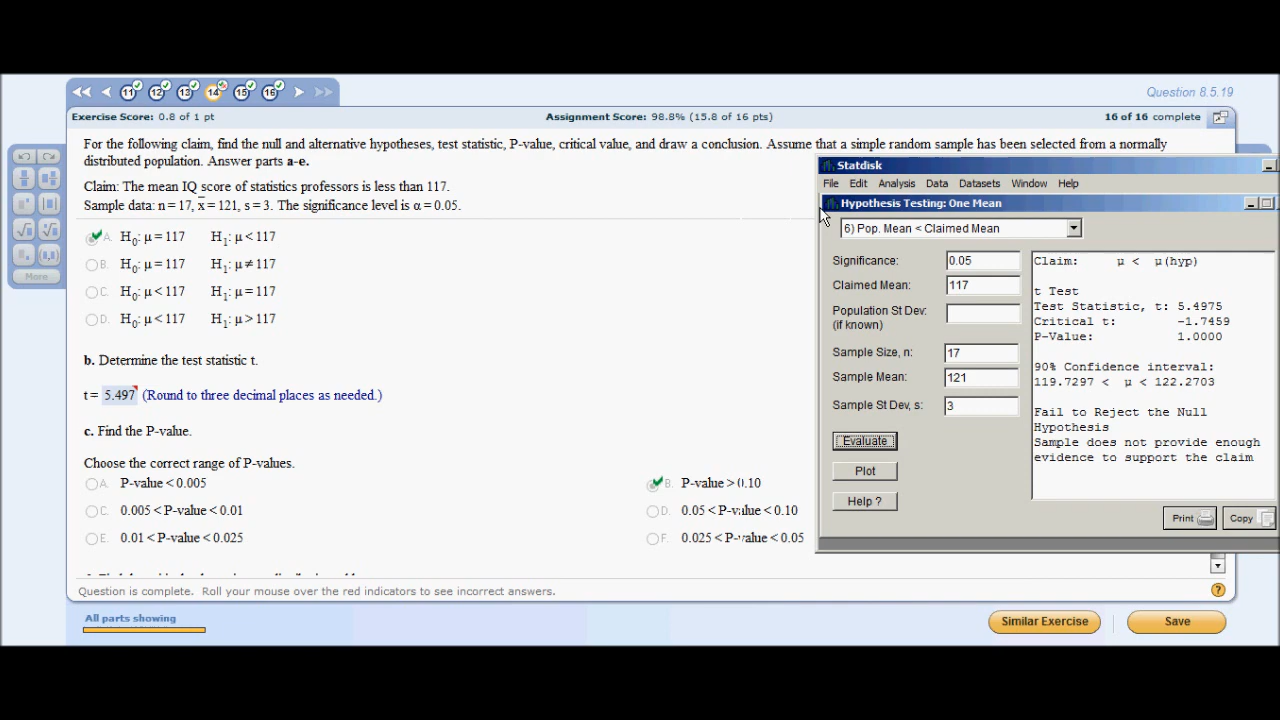 11 12 13 14 15 16
Question 8.5.19
Exercise Score: 0.8 of 1 pt Assignment Score: 98.8% (15.8 of 16 pts) 16 of 16 complete
For the following claim, find the null and alternative hypotheses, test statistic, P-value, critical value, and draw a conclusion. Assume that a simple random sample has been selected from a normally
distributed population. Answer parts a-e.
Claim: The mean IQ score of statistics professors is less than 117.
Sample data: n = 17, x̅ = 121, s = 3. The significance level is α = 0.05.
A. H₀: μ = 117 H₁: μ < 117
B. H₀: μ = 117 H₁: μ ≠ 117
C. H₀: μ < 117 H₁: μ = 117
D. H₀: μ < 117 H₁: μ > 117
b. Determine the test statistic t.
t = 5.497 (Round to three decimal places as needed.)
c. Find the P-value.
Choose the correct range of P-values.
A. P-value < 0.005 B. P-value > 0.10
C. 0.005 < P-value < 0.01 D. 0.05 < P-value < 0.10
E. 0.01 < P-value < 0.025 F. 0.025 < P-value < 0.05
Question is complete. Roll your mouse over the red indicators to see incorrect answers.
All parts showing
Similar Exercise Save
More
Statdisk
File Edit Analysis Data Datasets Window Help
Hypothesis Testing: One Mean
6) Pop. Mean < Claimed Mean
Significance: 0.05
Claimed Mean: 117
Population St Dev:
(if known)
Sample Size, n: 17
Sample Mean: 121
Sample St Dev, s: 3
Evaluate
Plot
Help ?
Claim: μ < μ(hyp)
t Test
Test Statistic, t: 5.4975
Critical t: -1.7459
P-Value: 1.0000
90% Confidence interval:
119.7297 < μ < 122.2703
Fail to Reject the Null
Hypothesis
Sample does not provide enough
evidence to support the claim
Print Copy